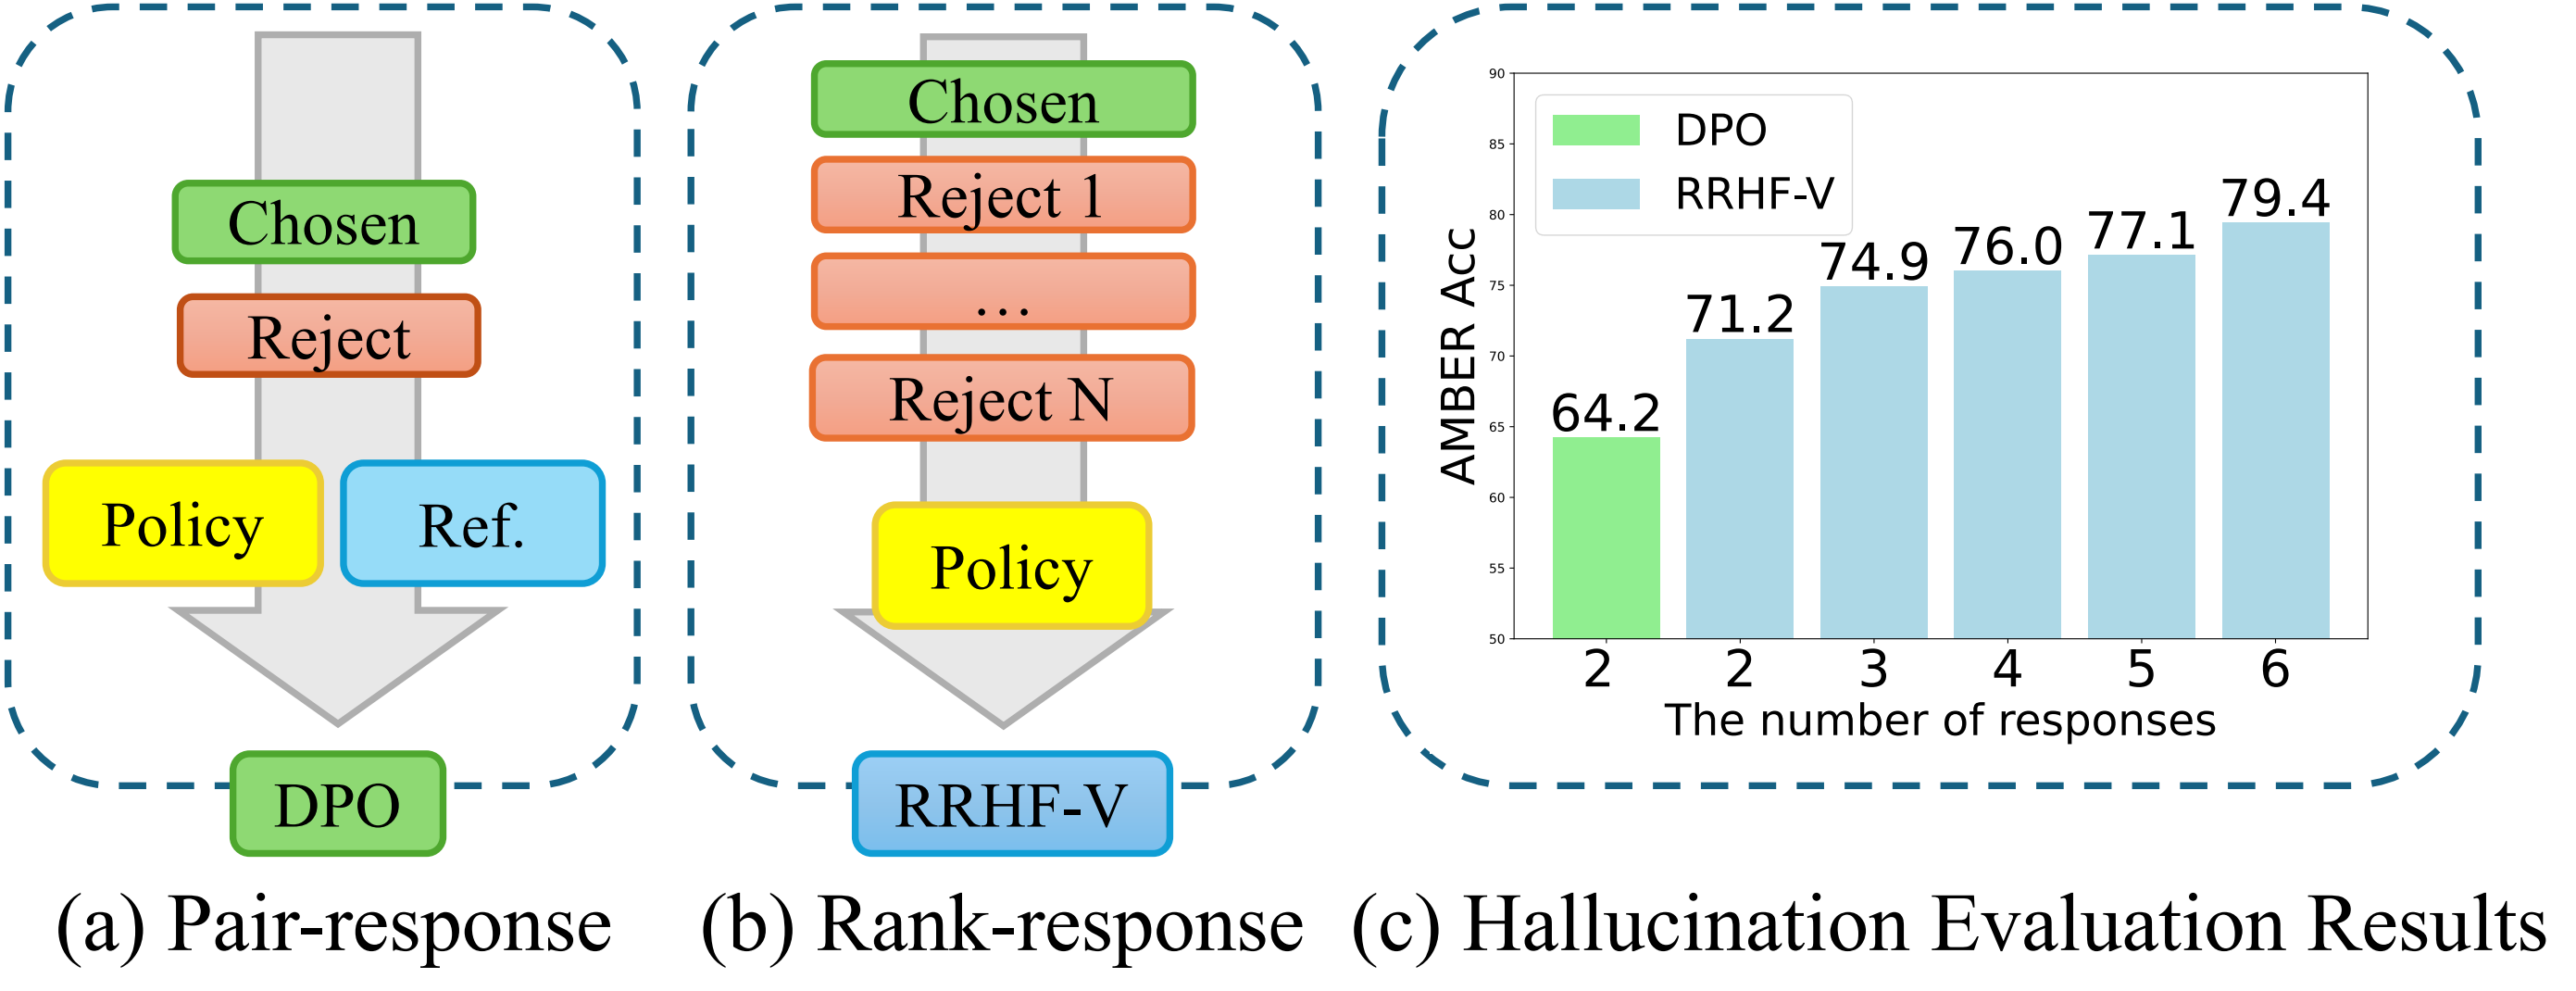 Chosen
Reject
Policy
Ref.
DPO
(a) Pair-response
Chosen
Reject 1
...
Reject N
Policy
RRHF-V
(b) Rank-response
DPO
RRHF-V
AMBER Acc
90
85
80
75
70
65
60
55
50
64.2
71.2
74.9
76.0
77.1
79.4
2 2 3 4 5 6
The number of responses
(c) Hallucination Evaluation Results